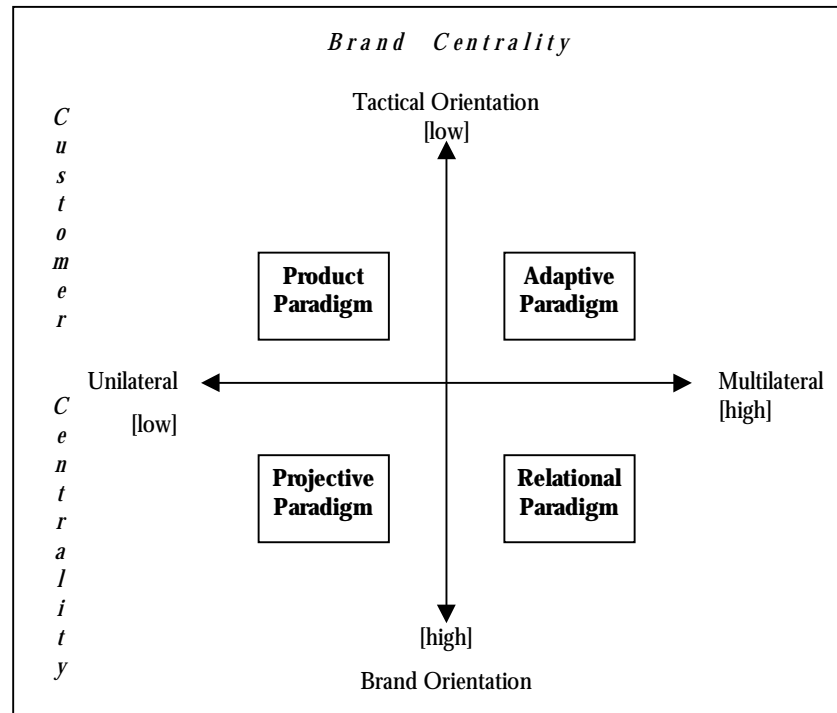 Brand Centrality
Tactical Orientation
[low]
Customer
Product
Paradigm
Adaptive
Paradigm
Unilateral
[low]
Multilateral
[high]
Centrality
Projective
Paradigm
Relational
Paradigm
[high]
Brand Orientation